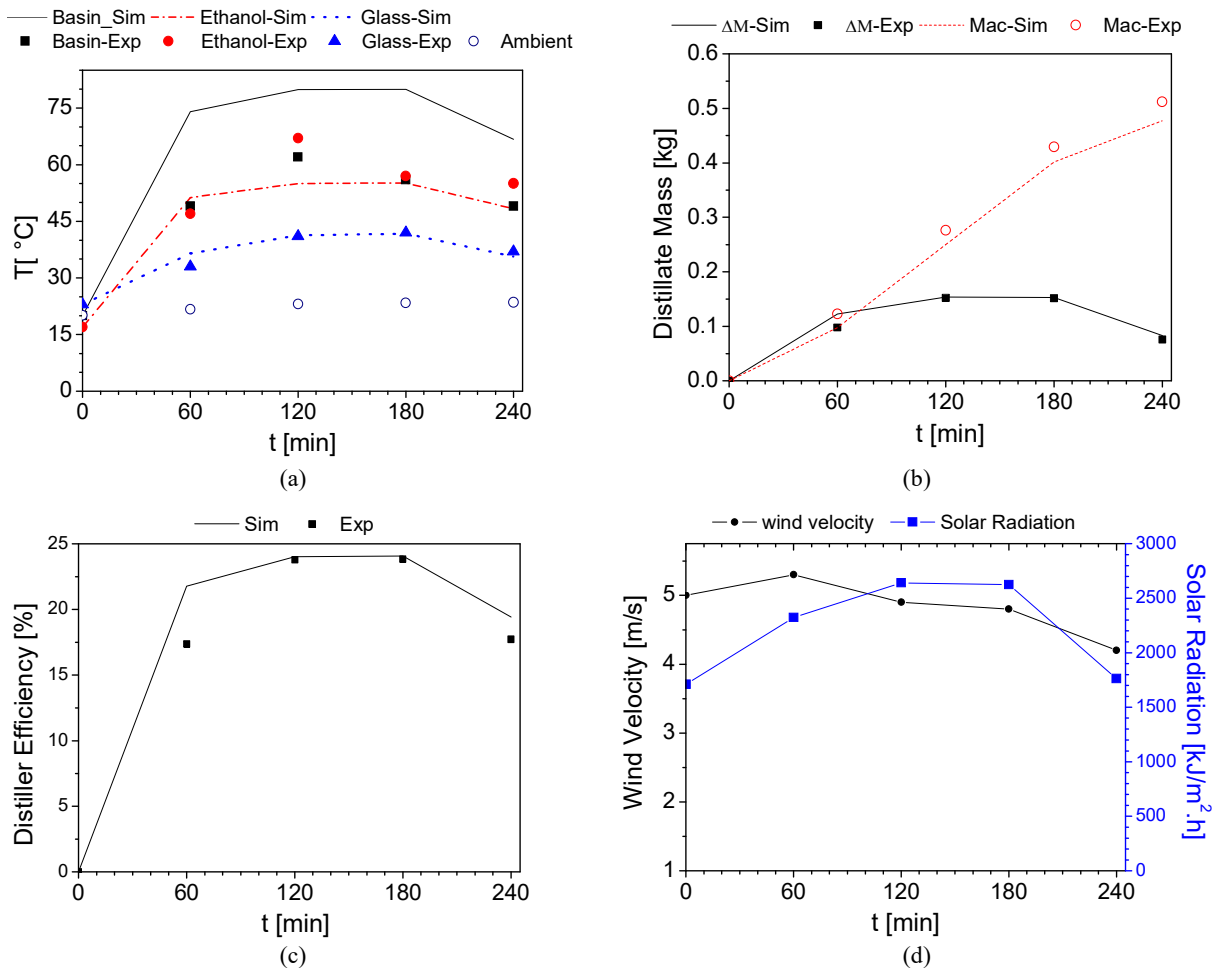 Basin_Sim Ethanol-Sim Glass-Sim
Basin-Exp Ethanol-Exp Glass-Exp Ambient
75
60
45
30
15
0
T[ °C]
0 60 120 180 240
t [min]
(a)
ΔM-Sim ΔM-Exp Mac-Sim Mac-Exp
0.6
0.5
0.4
0.3
0.2
0.1
0.0
Distillate Mass [kg]
0 60 120 180 240
t [min]
(b)
Sim Exp
25
20
15
10
5
0
Distiller Efficiency [%]
0 60 120 180 240
t [min]
(c)
wind velocity Solar Radiation
5
4
3
2
1
Wind Velocity [m/s]
3000
2500
2000
1500
1000
500
0
Solar Radiation [kJ/m².h]
0 60 120 180 240
t [min]
(d)